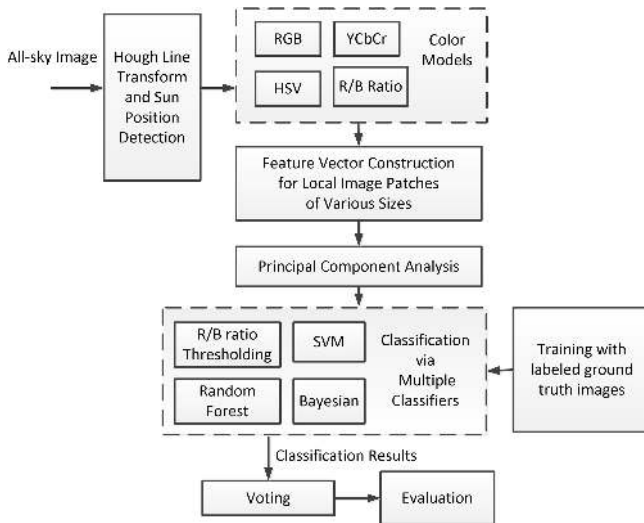 All-sky Image
Hough Line
Transform
and Sun
Position
Detection
RGB
YCbCr
HSV
R/B Ratio
Color
Models
Feature Vector Construction
for Local Image Patches
of Various Sizes
Principal Component Analysis
R/B ratio
Thresholding
SVM
Random
Forest
Bayesian
Classification
via
Multiple
Classifiers
Training with
labeled ground
truth images
Classification Results
Voting
Evaluation